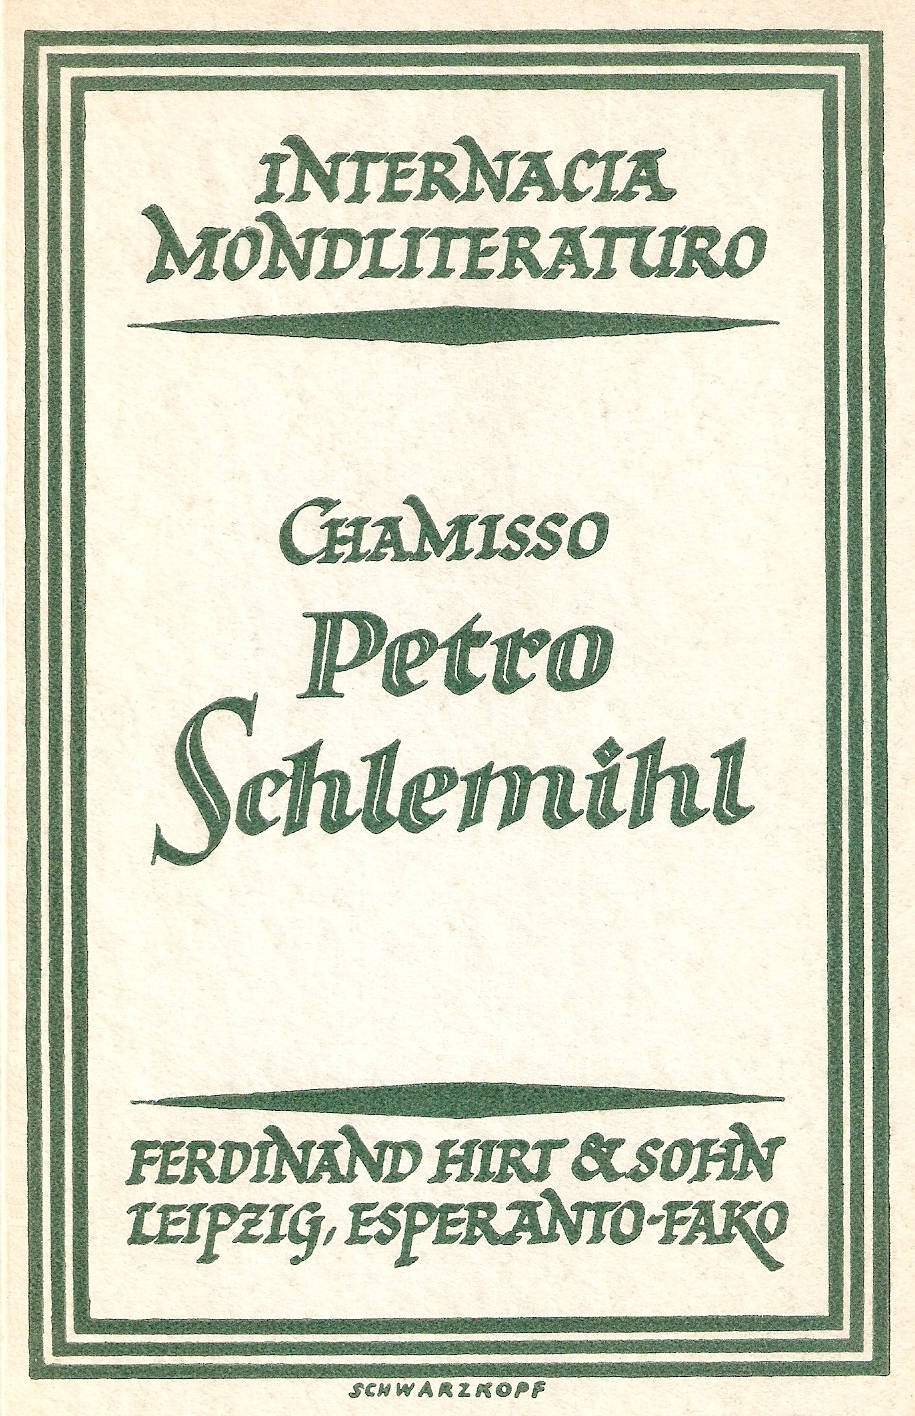 INTERNACIA
MONDLITERATURO
CHAMISSO
Petro
Schlemihl
FERDINAND HIRT & SOHN
LEIPZIG, ESPERANTO-FAKO
SCHWARZKOPF